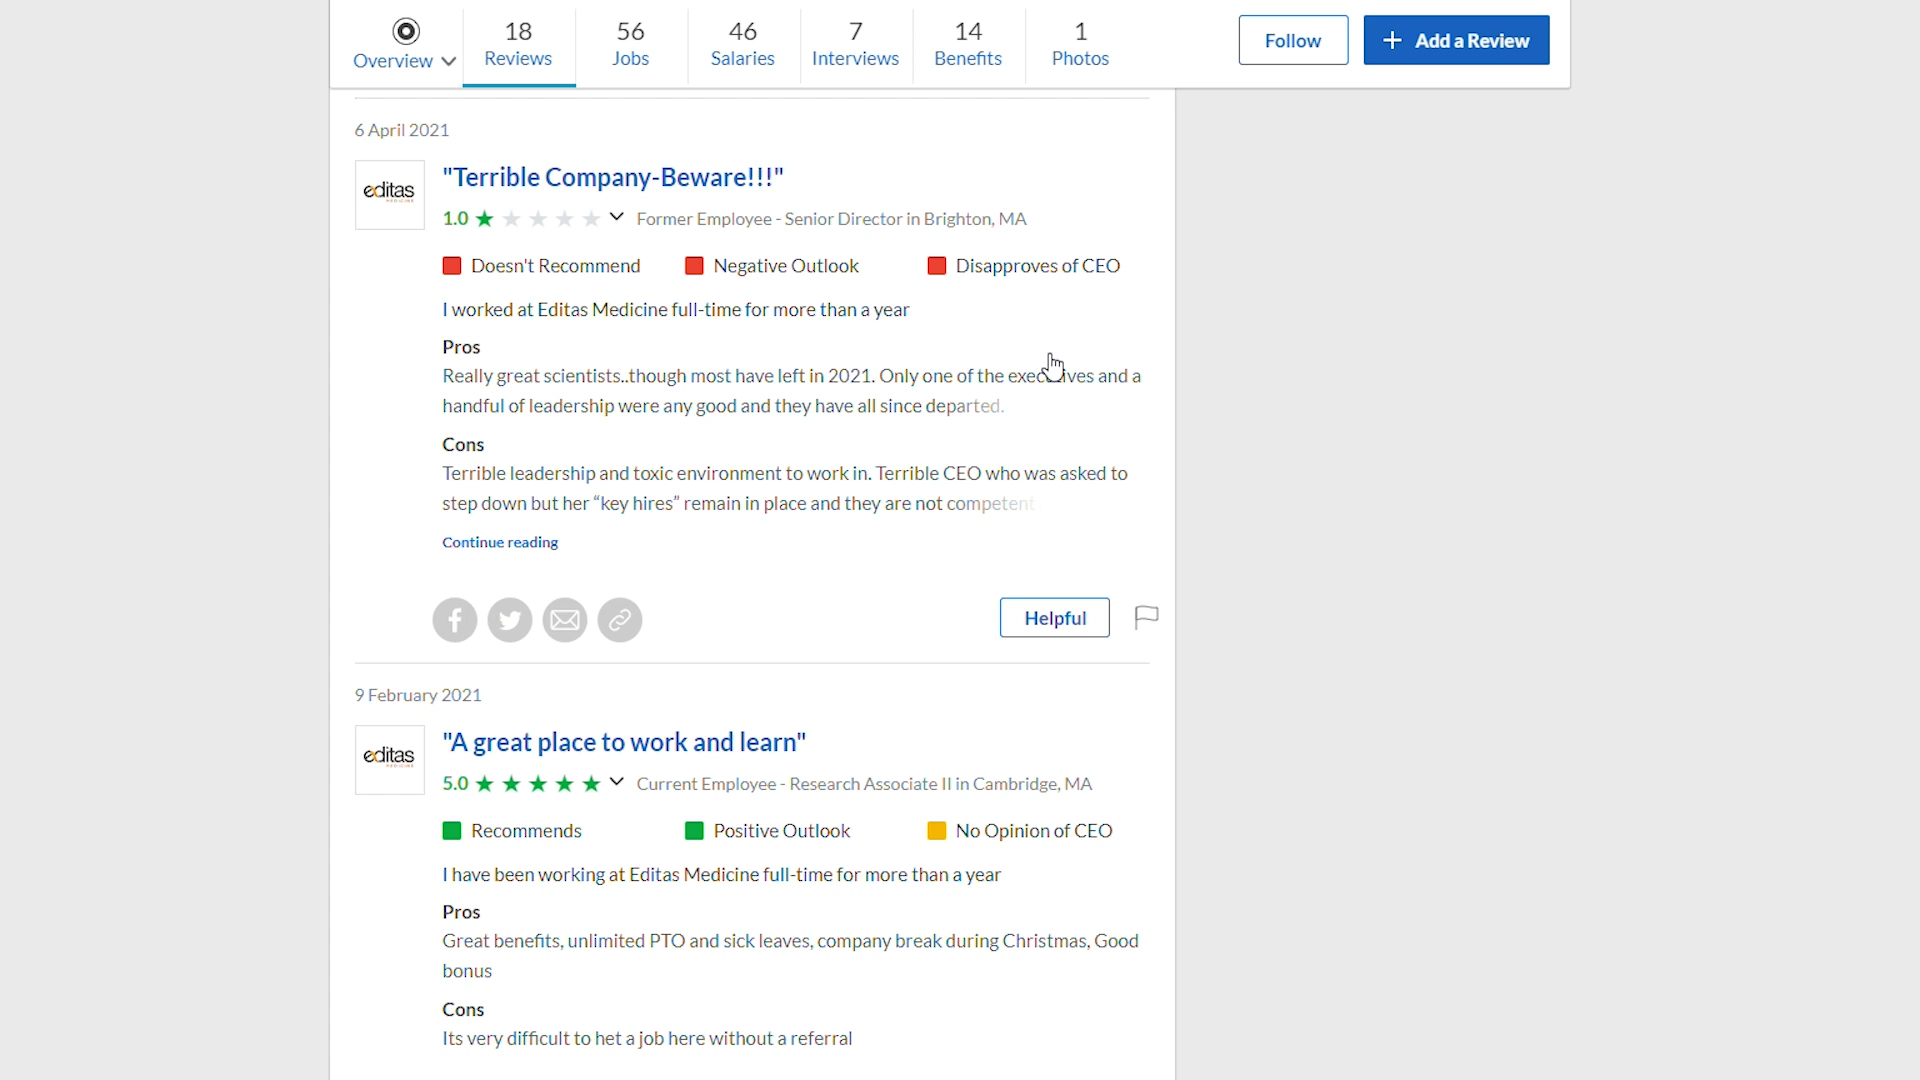 18 56 46 7 14 1
Overview Reviews Jobs Salaries Interviews Benefits Photos Follow Add a Review
6 April 2021
editas
MEDICINE
"Terrible Company-Beware!!!"
1.0 Former Employee - Senior Director in Brighton, MA
Doesn't Recommend Negative Outlook Disapproves of CEO
I worked at Editas Medicine full-time for more than a year
Pros
Really great scientists..though most have left in 2021. Only one of the executives and a
handful of leadership were any good and they have all since departed.
Cons
Terrible leadership and toxic environment to work in. Terrible CEO who was asked to
step down but her “key hires” remain in place and they are not competent
Continue reading
Helpful
9 February 2021
editas
MEDICINE
"A great place to work and learn"
5.0 Current Employee - Research Associate II in Cambridge, MA
Recommends Positive Outlook No Opinion of CEO
I have been working at Editas Medicine full-time for more than a year
Pros
Great benefits, unlimited PTO and sick leaves, company break during Christmas, Good
bonus
Cons
Its very difficult to het a job here without a referral